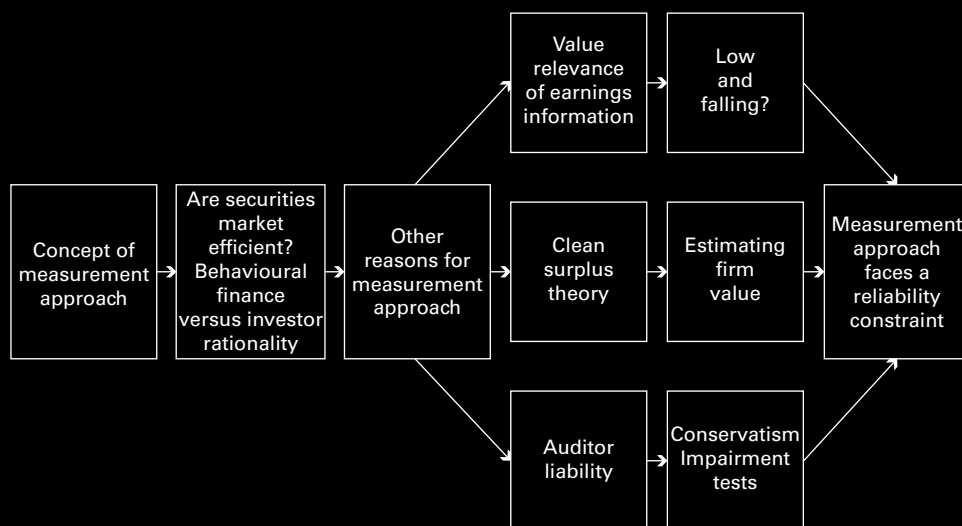 Concept of
measurement
approach
Are securities
market
efficient?
Behavioural
finance
versus investor
rationality
Other
reasons for
measurement
approach
Value
relevance
of earnings
information
Low
and
falling?
Clean
surplus
theory
Estimating
firm
value
Auditor
liability
Conservatism
Impairment
tests
Measurement
approach
faces a
reliability
constraint